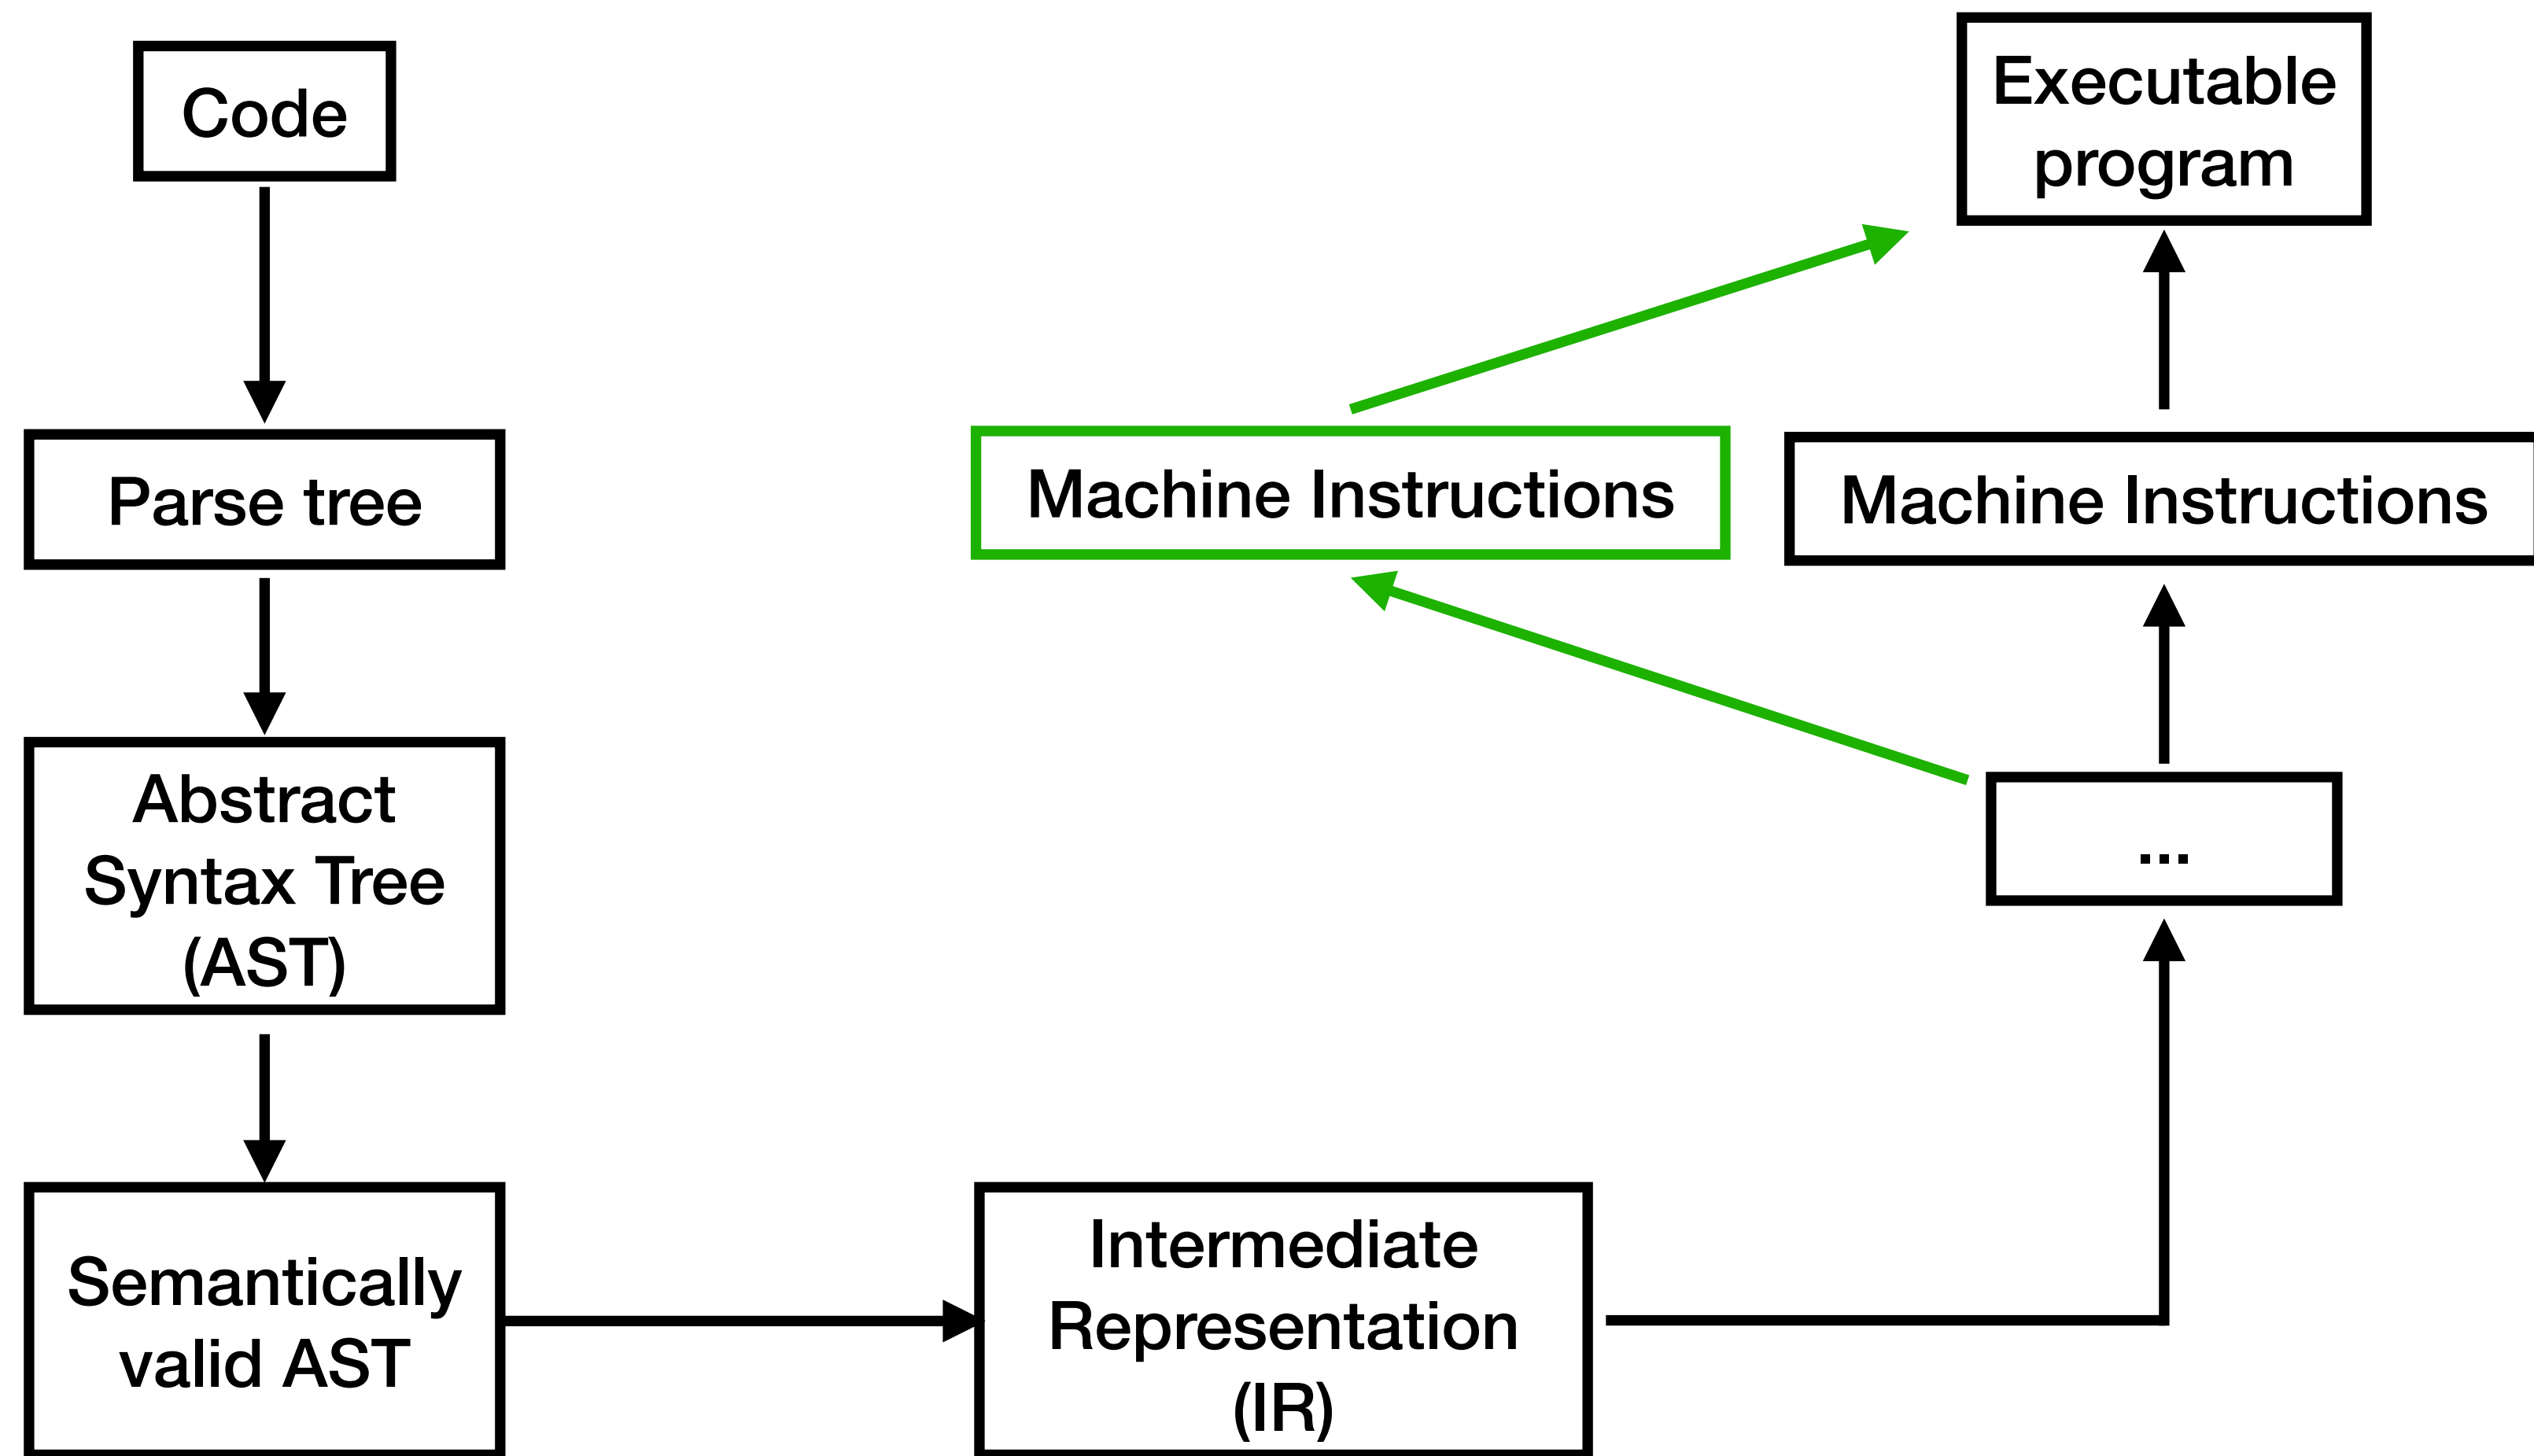 Code
Executable
program
Parse tree
Machine Instructions
Machine Instructions
Abstract
Syntax Tree
(AST)
...
Semantically
valid AST
Intermediate
Representation
(IR)